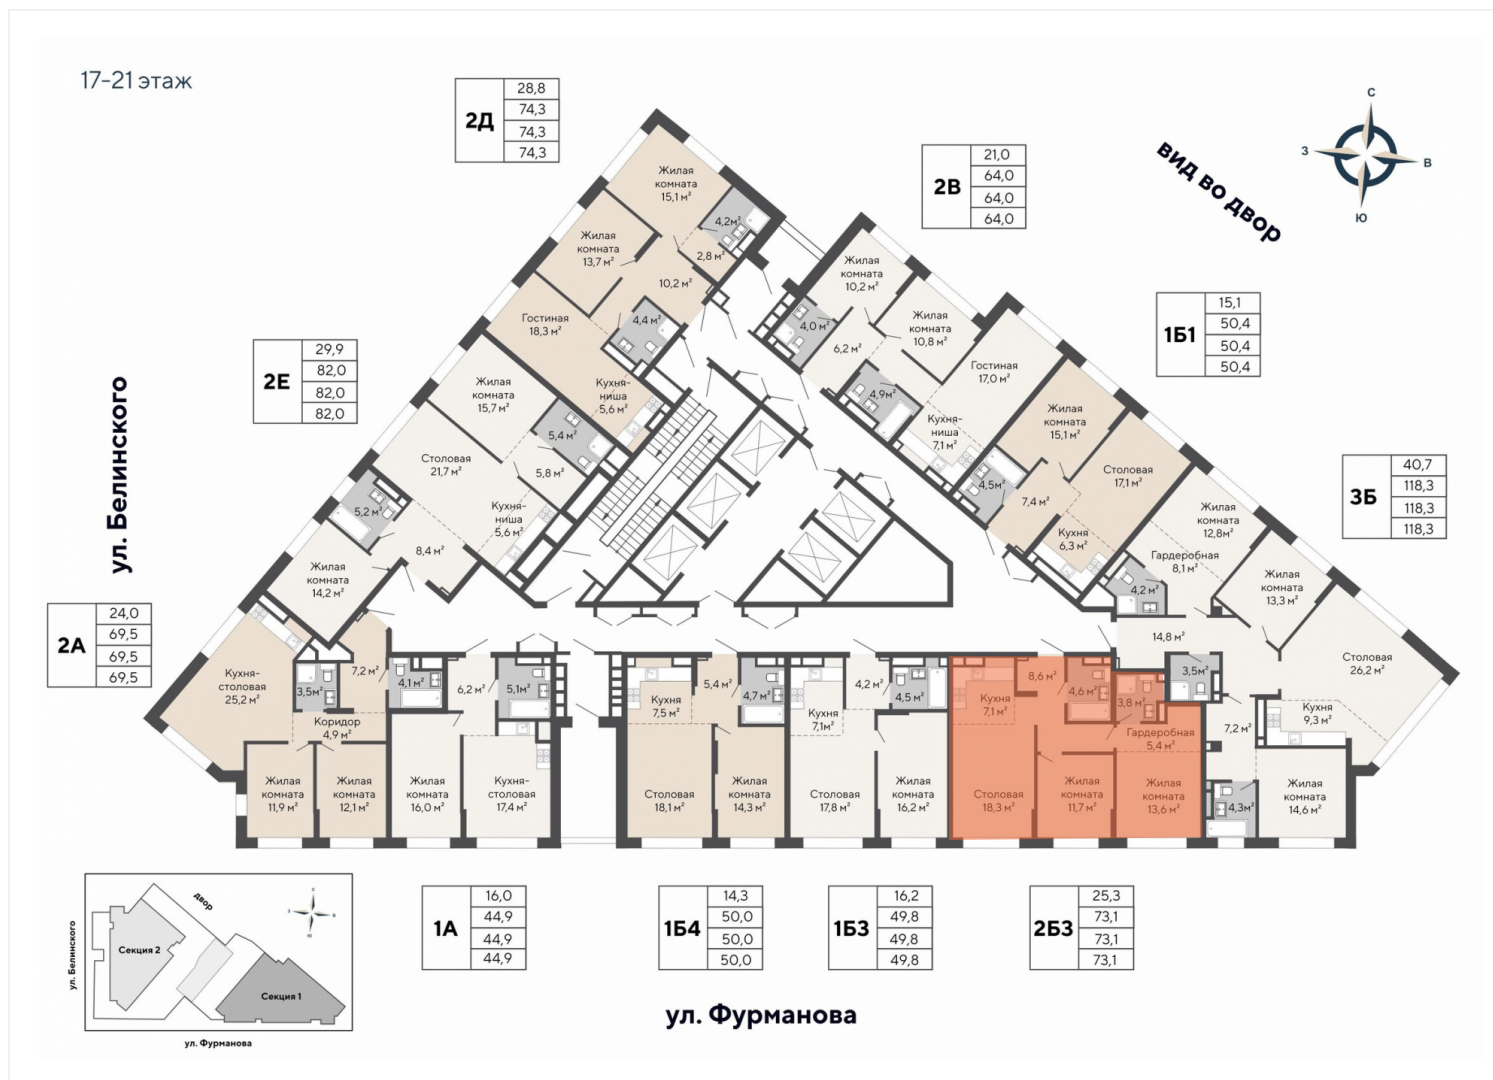 17-21 этаж
2Д
28,8
74,3
74,3
74,3
2В
21,0
64,0
64,0
64,0
С
З
В
Ю
вид во двор
1Б1
15,1
50,4
50,4
50,4
2Е
29,9
82,0
82,0
82,0
3Б
40,7
118,3
118,3
118,3
ул. Белинского
2А
24,0
69,5
69,5
69,5
Жилая
комната
15,1 м²
4,2м²
2,8 м²
Жилая
комната
13,7 м²
10,2 м²
Гостиная
18,3 м²
4,4 м²
Кухня-
ниша
5,6 м²
Жилая
комната
15,7 м²
5,4 м²
5,8 м²
Столовая
21,7 м²
Кухня-
ниша
5,6 м²
5,2 м²
8,4 м²
Жилая
комната
14,2 м²
Жилая
комната
10,2 м²
4,0 м²
6,2 м²
Жилая
комната
10,8 м²
4,9м²
Гостиная
17,0 м²
Кухня-
ниша
7,1 м²
Жилая
комната
15,1 м²
4,5м²
7,4 м²
Столовая
17,1 м²
Кухня
6,3 м²
Жилая
комната
12,8м²
Гардеробная
8,1 м²
4,2 м²
Жилая
комната
13,3 м²
14,8 м²
3,5м²
Столовая
26,2 м²
Кухня
9,3 м²
7,2 м²
4,3м²
Жилая
комната
14,6 м²
Кухня-
столовая
25,2 м²
3,5м²
7,2 м²
Коридор
4,9 м²
Жилая
комната
11,9 м²
Жилая
комната
12,1 м²
4,1 м²
6,2 м²
5,1м²
Жилая
комната
16,0 м²
Кухня-
столовая
17,4 м²
Кухня
7,5 м²
5,4 м²
4,7 м²
Столовая
18,1 м²
Жилая
комната
14,3 м²
Кухня
7,1м²
4,2 м²
4,5 м²
Столовая
17,8 м²
Жилая
комната
16,2 м²
Кухня
7,1 м²
8,6 м²
4,6 м²
3,8 м²
Гардеробная
5,4 м²
Столовая
18,3 м²
Жилая
комната
11,7 м²
Жилая
комната
13,6 м²
1А
16,0
44,9
44,9
44,9
1Б4
14,3
50,0
50,0
50,0
1Б3
16,2
49,8
49,8
49,8
2Б3
25,3
73,1
73,1
73,1
ул. Фурманова
двор
ул. Белинского
Секция 2
Секция 1
С
З
В
Ю
ул. Фурманова